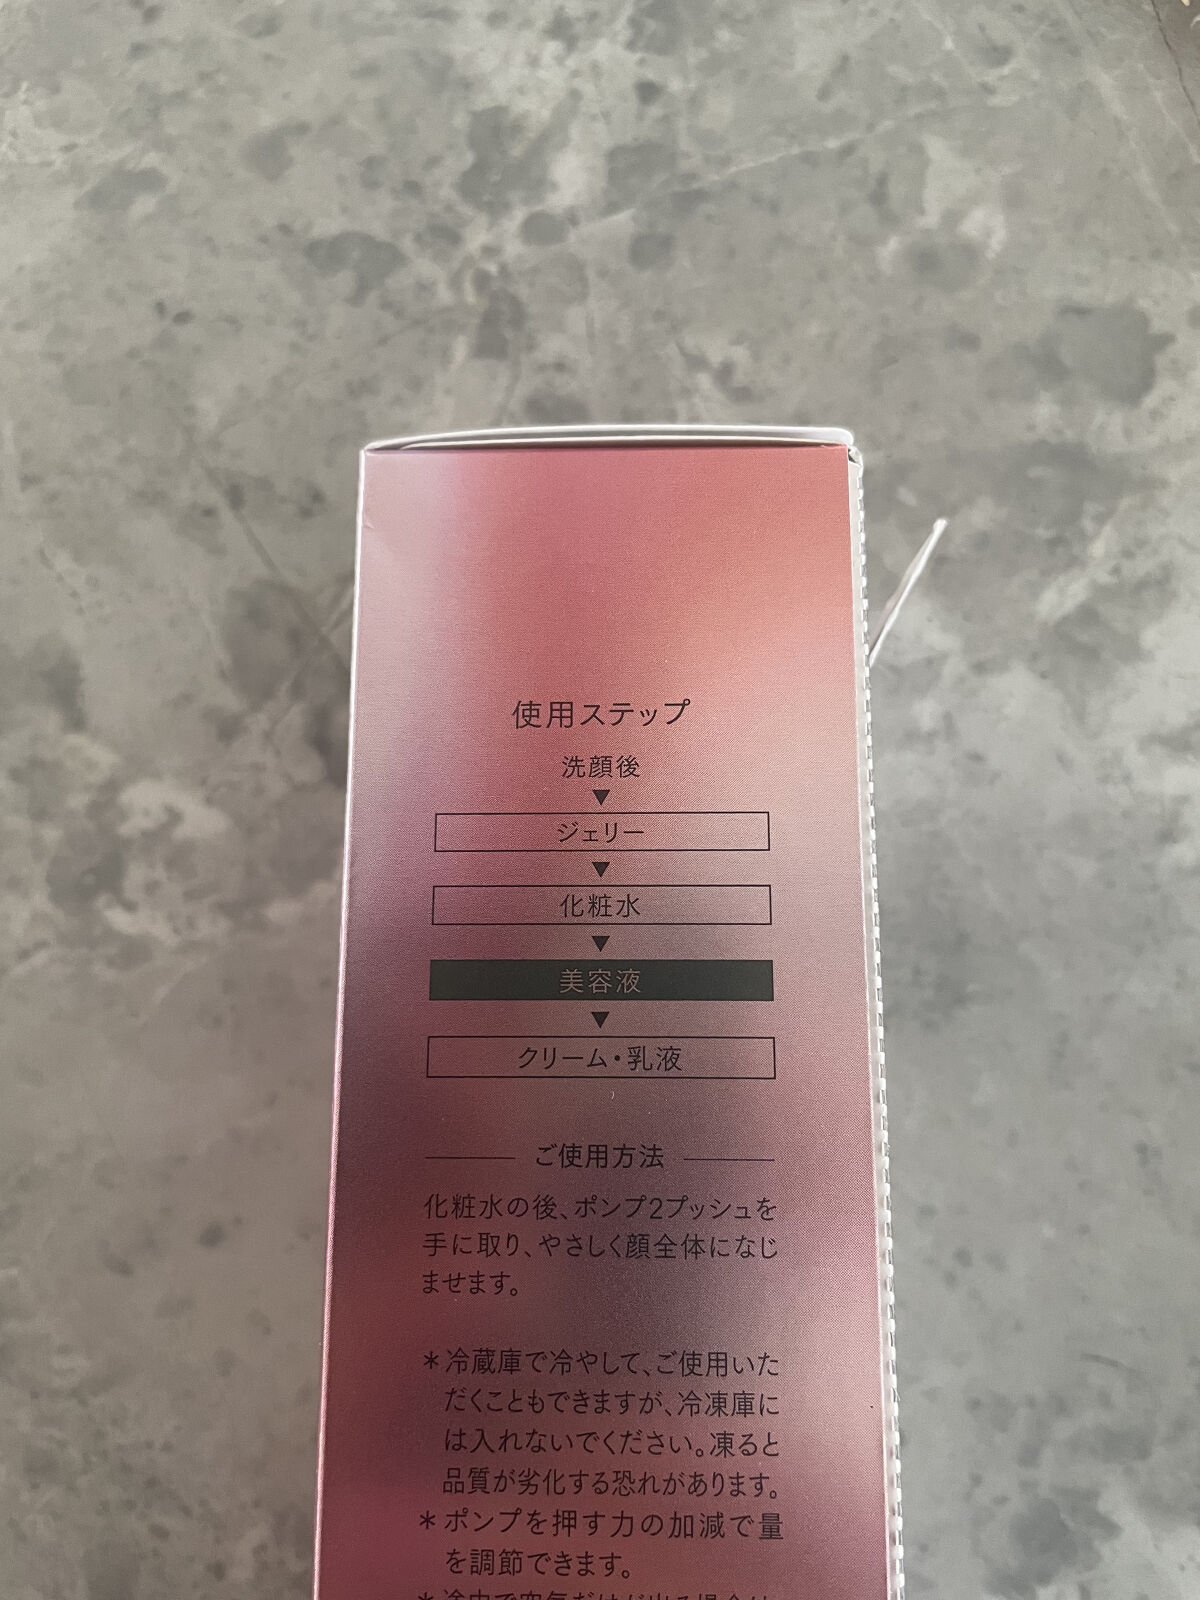 使用ステップ
洗顔後
▼
ジェリー
▼
化粧水
▼
美容液
▼
クリーム・乳液
ご使用方法
化粧水の後、ポンプ2プッシュを
手に取り、やさしく顔全体になじ
ませます。
＊冷蔵庫で冷やして、ご使用いた
だくこともできますが、冷凍庫に
は入れないでください。凍ると
品質が劣化する恐れがあります。
＊ポンプを押す力の加減で量
を調節できます。